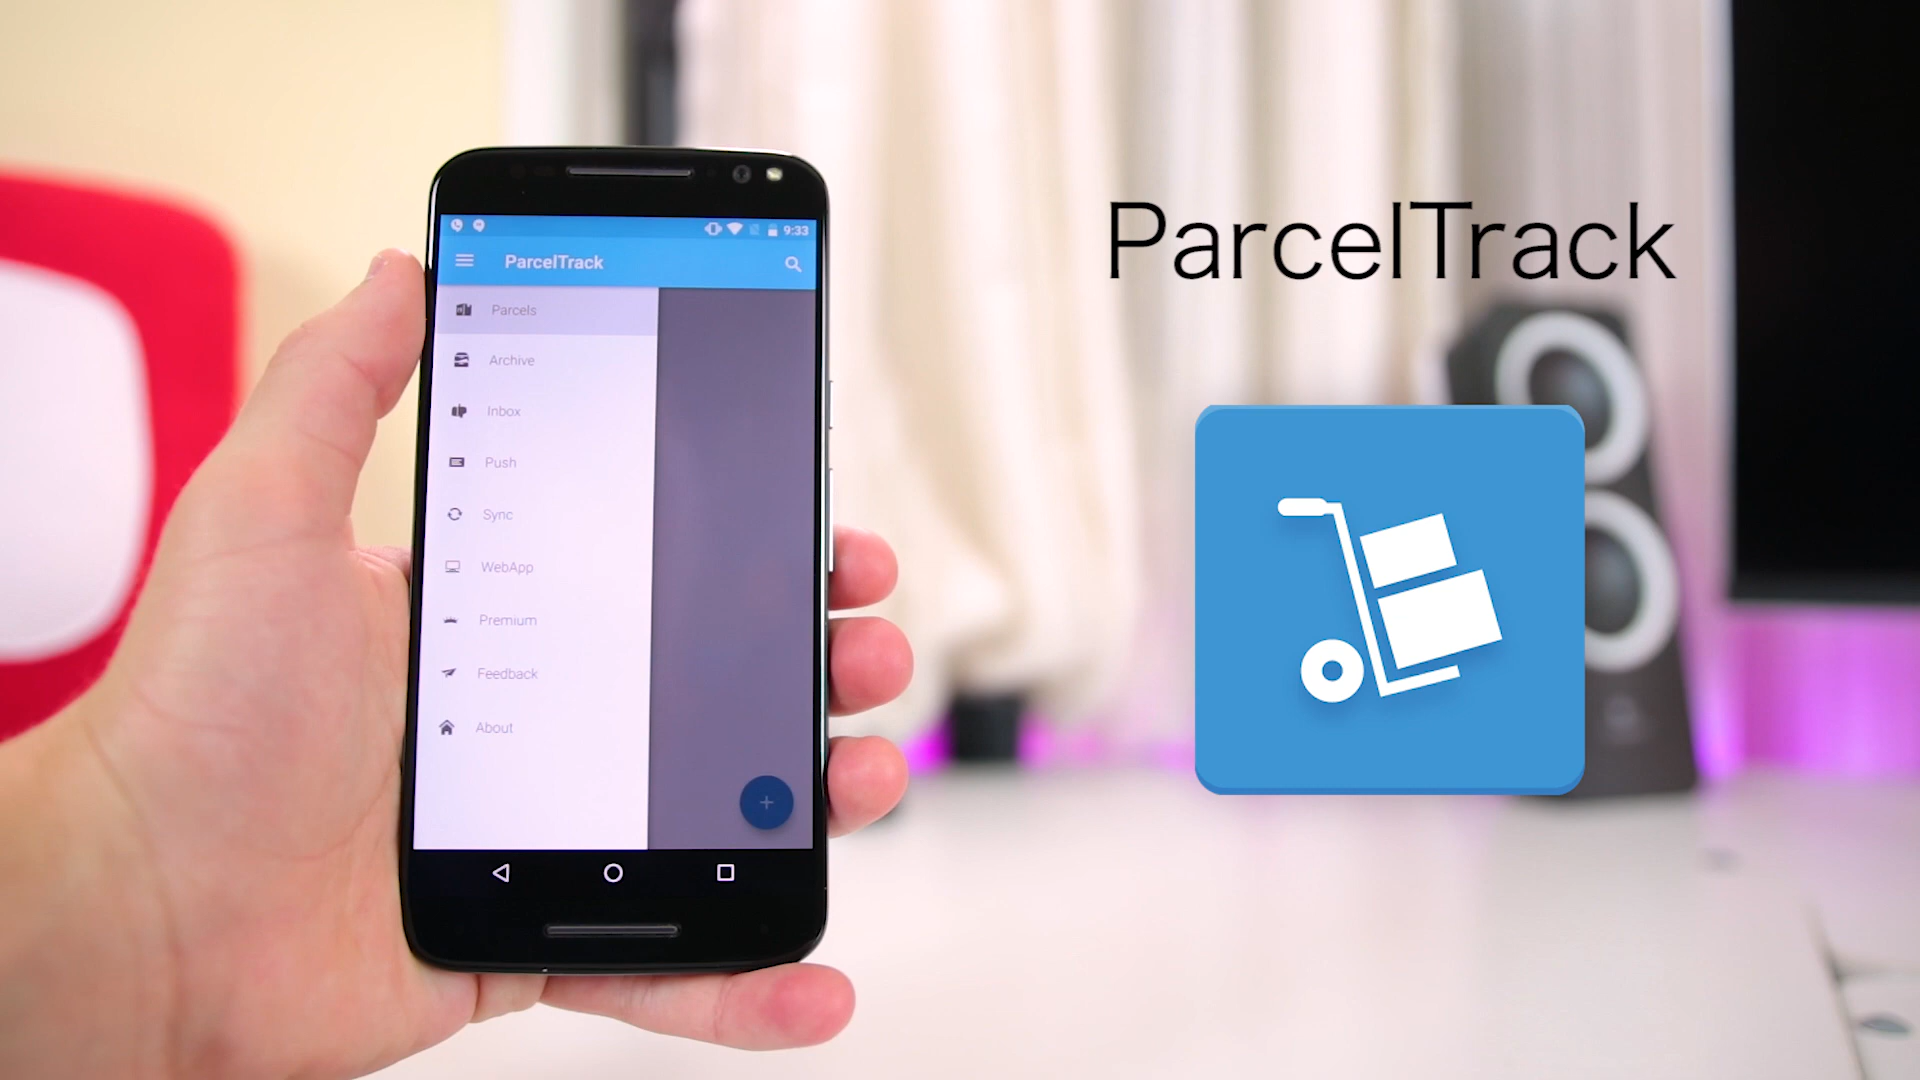 9:33
ParcelTrack
Parcels
Archive
Inbox
Push
Sync
WebApp
Premium
Feedback
About
ParcelTrack